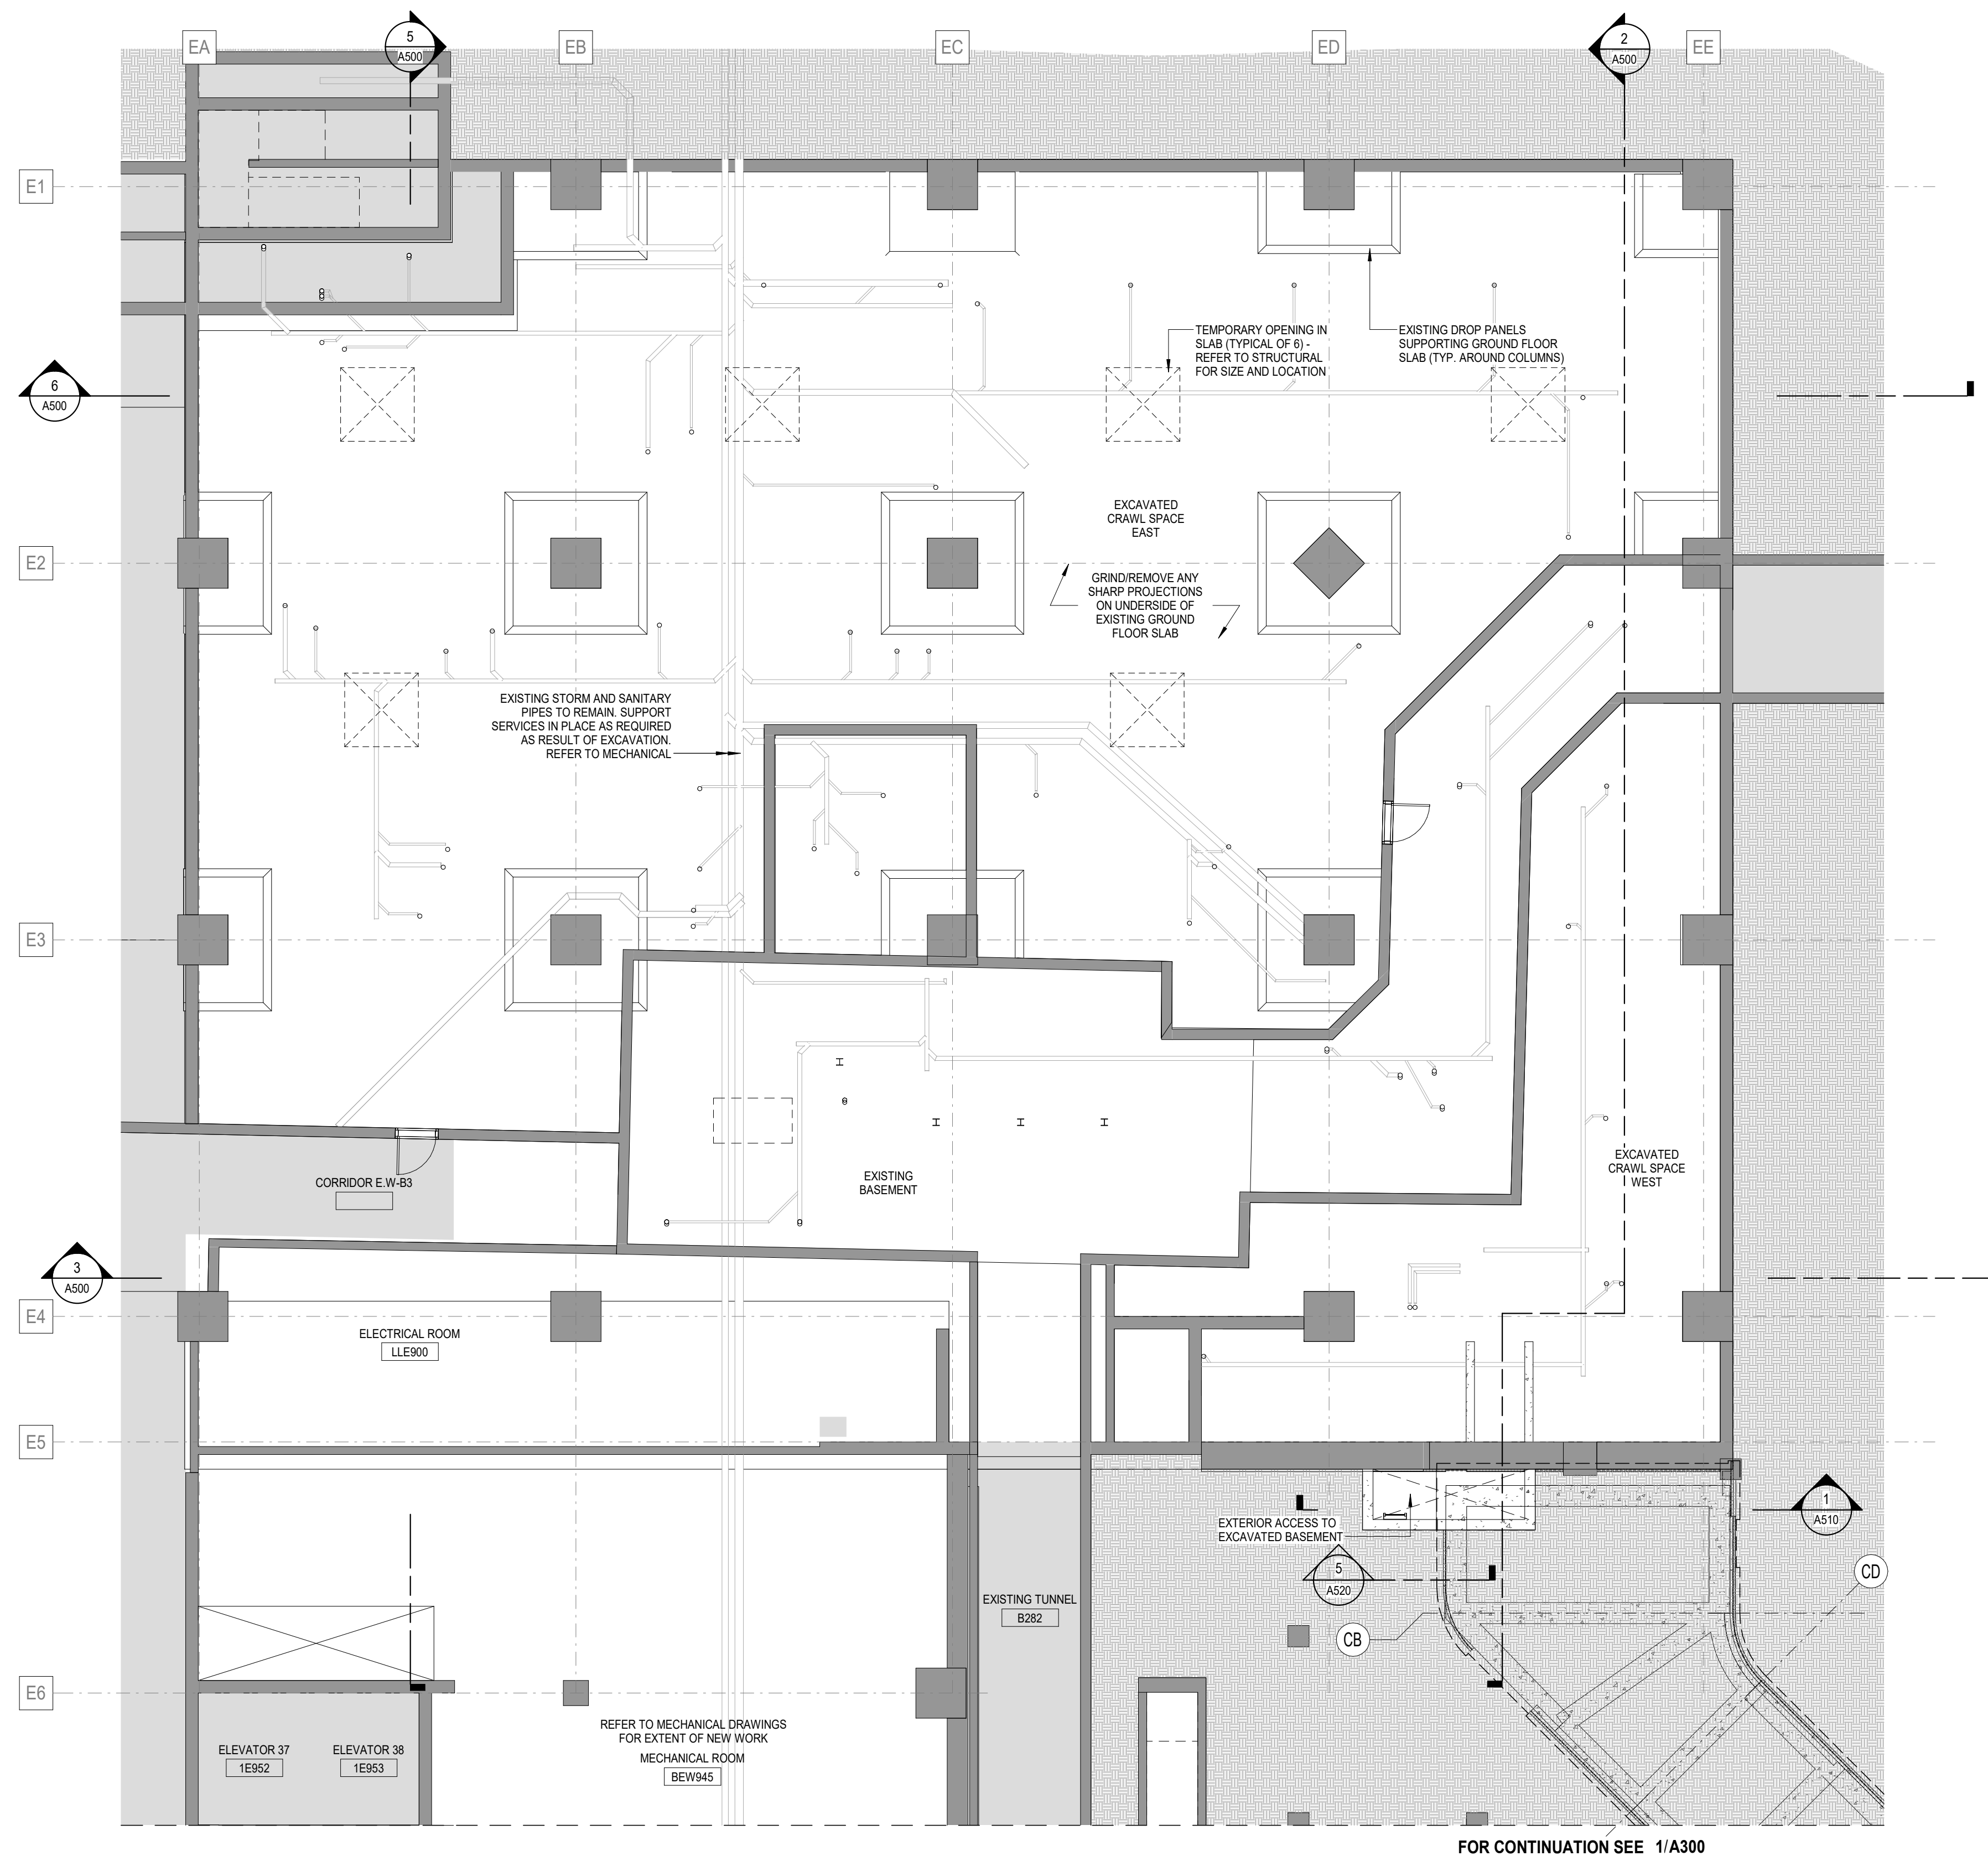 EA
5
A500
EB
EC
ED
2
A500
EE
E1
TEMPORARY OPENING IN
SLAB (TYPICAL OF 6) -
REFER TO STRUCTURAL
FOR SIZE AND LOCATION
EXISTING DROP PANELS
SUPPORTING GROUND FLOOR
SLAB (TYP. AROUND COLUMNS)
6
A500
EXCAVATED
CRAWL SPACE
EAST
E2
GRIND/REMOVE ANY
SHARP PROJECTIONS
ON UNDERSIDE OF
EXISTING GROUND
FLOOR SLAB
EXISTING STORM AND SANITARY
PIPES TO REMAIN. SUPPORT
SERVICES IN PLACE AS REQUIRED
AS RESULT OF EXCAVATION.
REFER TO MECHANICAL
E3
EXISTING
BASEMENT
EXCAVATED
CRAWL SPACE
WEST
CORRIDOR E.W-B3
3
A500
E4
ELECTRICAL ROOM
LLE900
E5
EXTERIOR ACCESS TO
EXCAVATED BASEMENT
1
A510
5
A520
CD
EXISTING TUNNEL
B282
CB
E6
REFER TO MECHANICAL DRAWINGS
FOR EXTENT OF NEW WORK
MECHANICAL ROOM
BEW945
ELEVATOR 37
1E952
ELEVATOR 38
1E953
FOR CONTINUATION SEE 1/A300